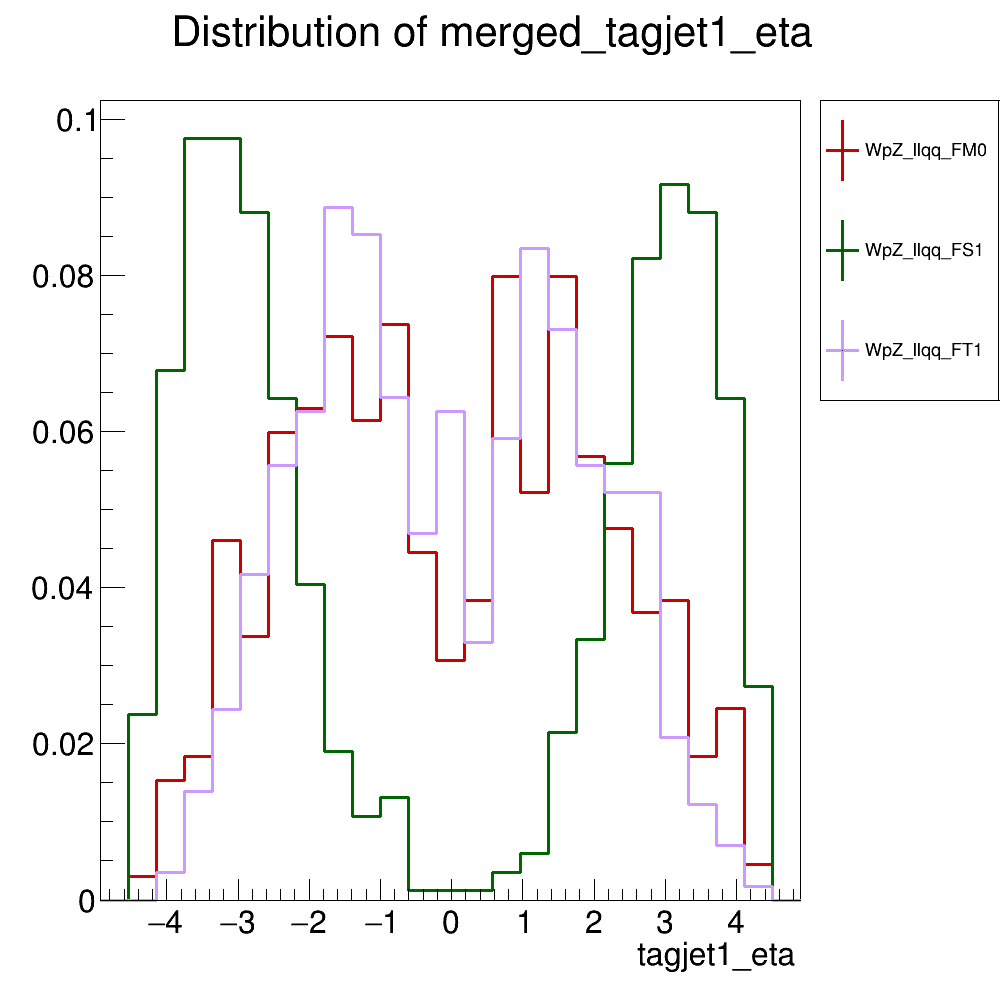 Distribution of merged_tagjet1_eta
0.1
0.08
0.06
0.04
0.02
0
−4 −3 −2 −1 0 1 2 3 4
tagjet1_eta
WpZ_llqq_FM0
WpZ_llqq_FS1
WpZ_llqq_FT1